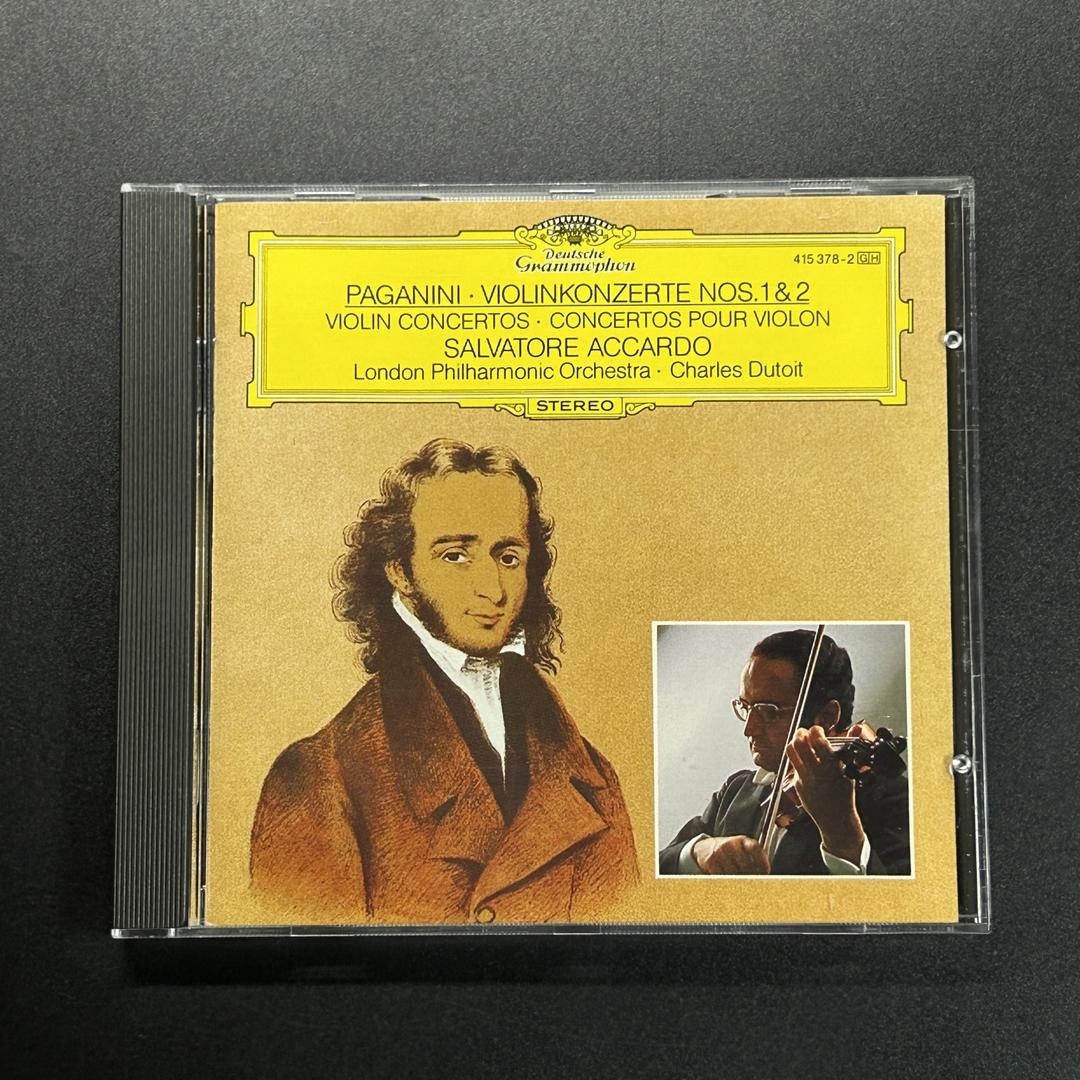 Deutsche
Grammophon
415 378-2 GH
PAGANINI · VIOLINKONZERTE NOS. 1 & 2
VIOLIN CONCERTOS · CONCERTOS POUR VIOLON
SALVATORE ACCARDO
London Philharmonic Orchestra · Charles Dutoit
STEREO